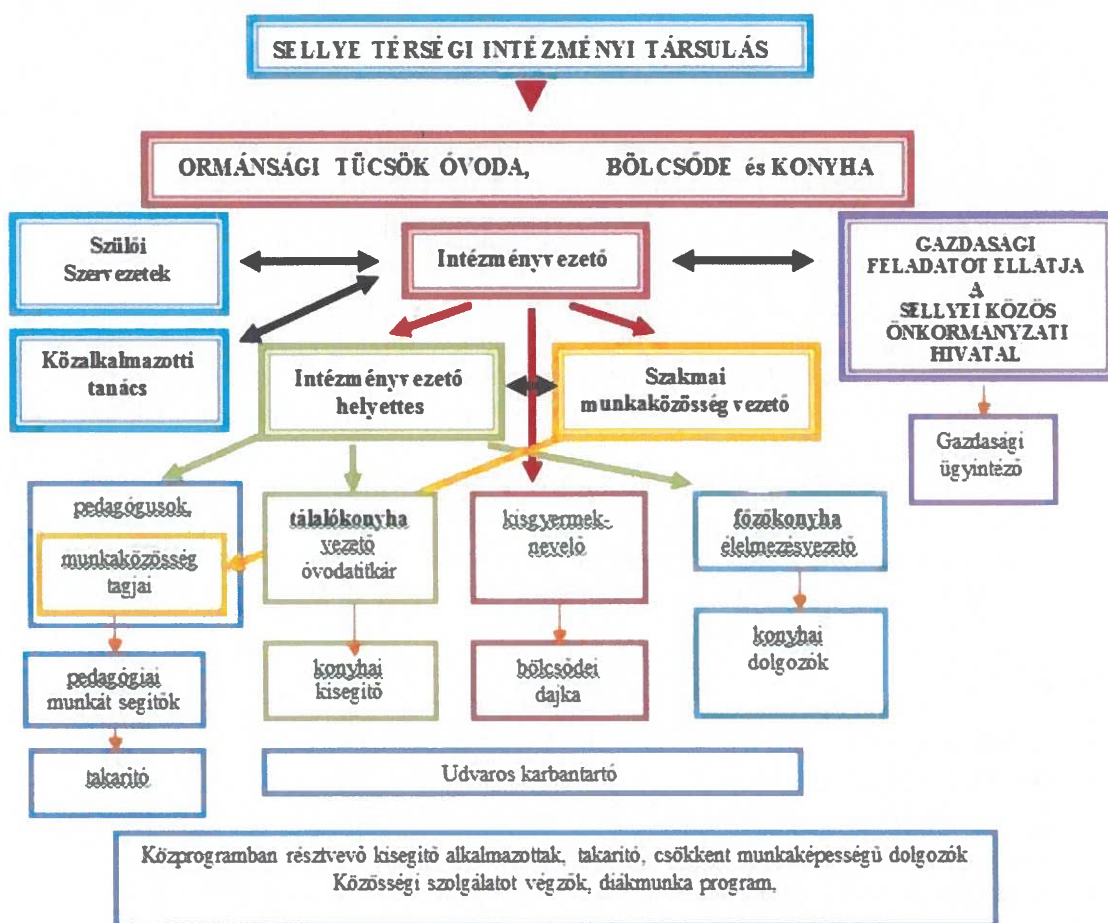 SELLYE TÉRSÉGI INTÉZMÉNYI TÁRSULÁS
ORMÁNSÁGI TÜCSÖK ÓVODA, BÖLCSŐDE és KONYHA
Szülői
Szervezetek
Intézményvezető
GAZDASÁGI
FELADATOT ELLÁTJA
A
SELLYEI KÖZÖS
ÖNKORMÁNYZATI
HIVATAL
Közalkalmazotti
tanács
Intézményvezető
helyettes
Szakmai
munkaközösség vezető
Gazdasági
ügyintéző
pedagógusok,
munkaközösség
tagjai
tálalókonyha
vezető
óvodatitkár
kisgyermek-
nevelő
főzőkonyha
élelmezésvezető
pedagógiai
munkát segítők
konyhai
kisegítő
bölcsődei
dajka
konyhai
dolgozók
takarító
Udvaros karbantartó
Közprogramban résztvevő kisegítő alkalmazottak, takarító, csökkent munkaképességű dolgozók
Közösségi szolgálatot végzők, diákmunka program,